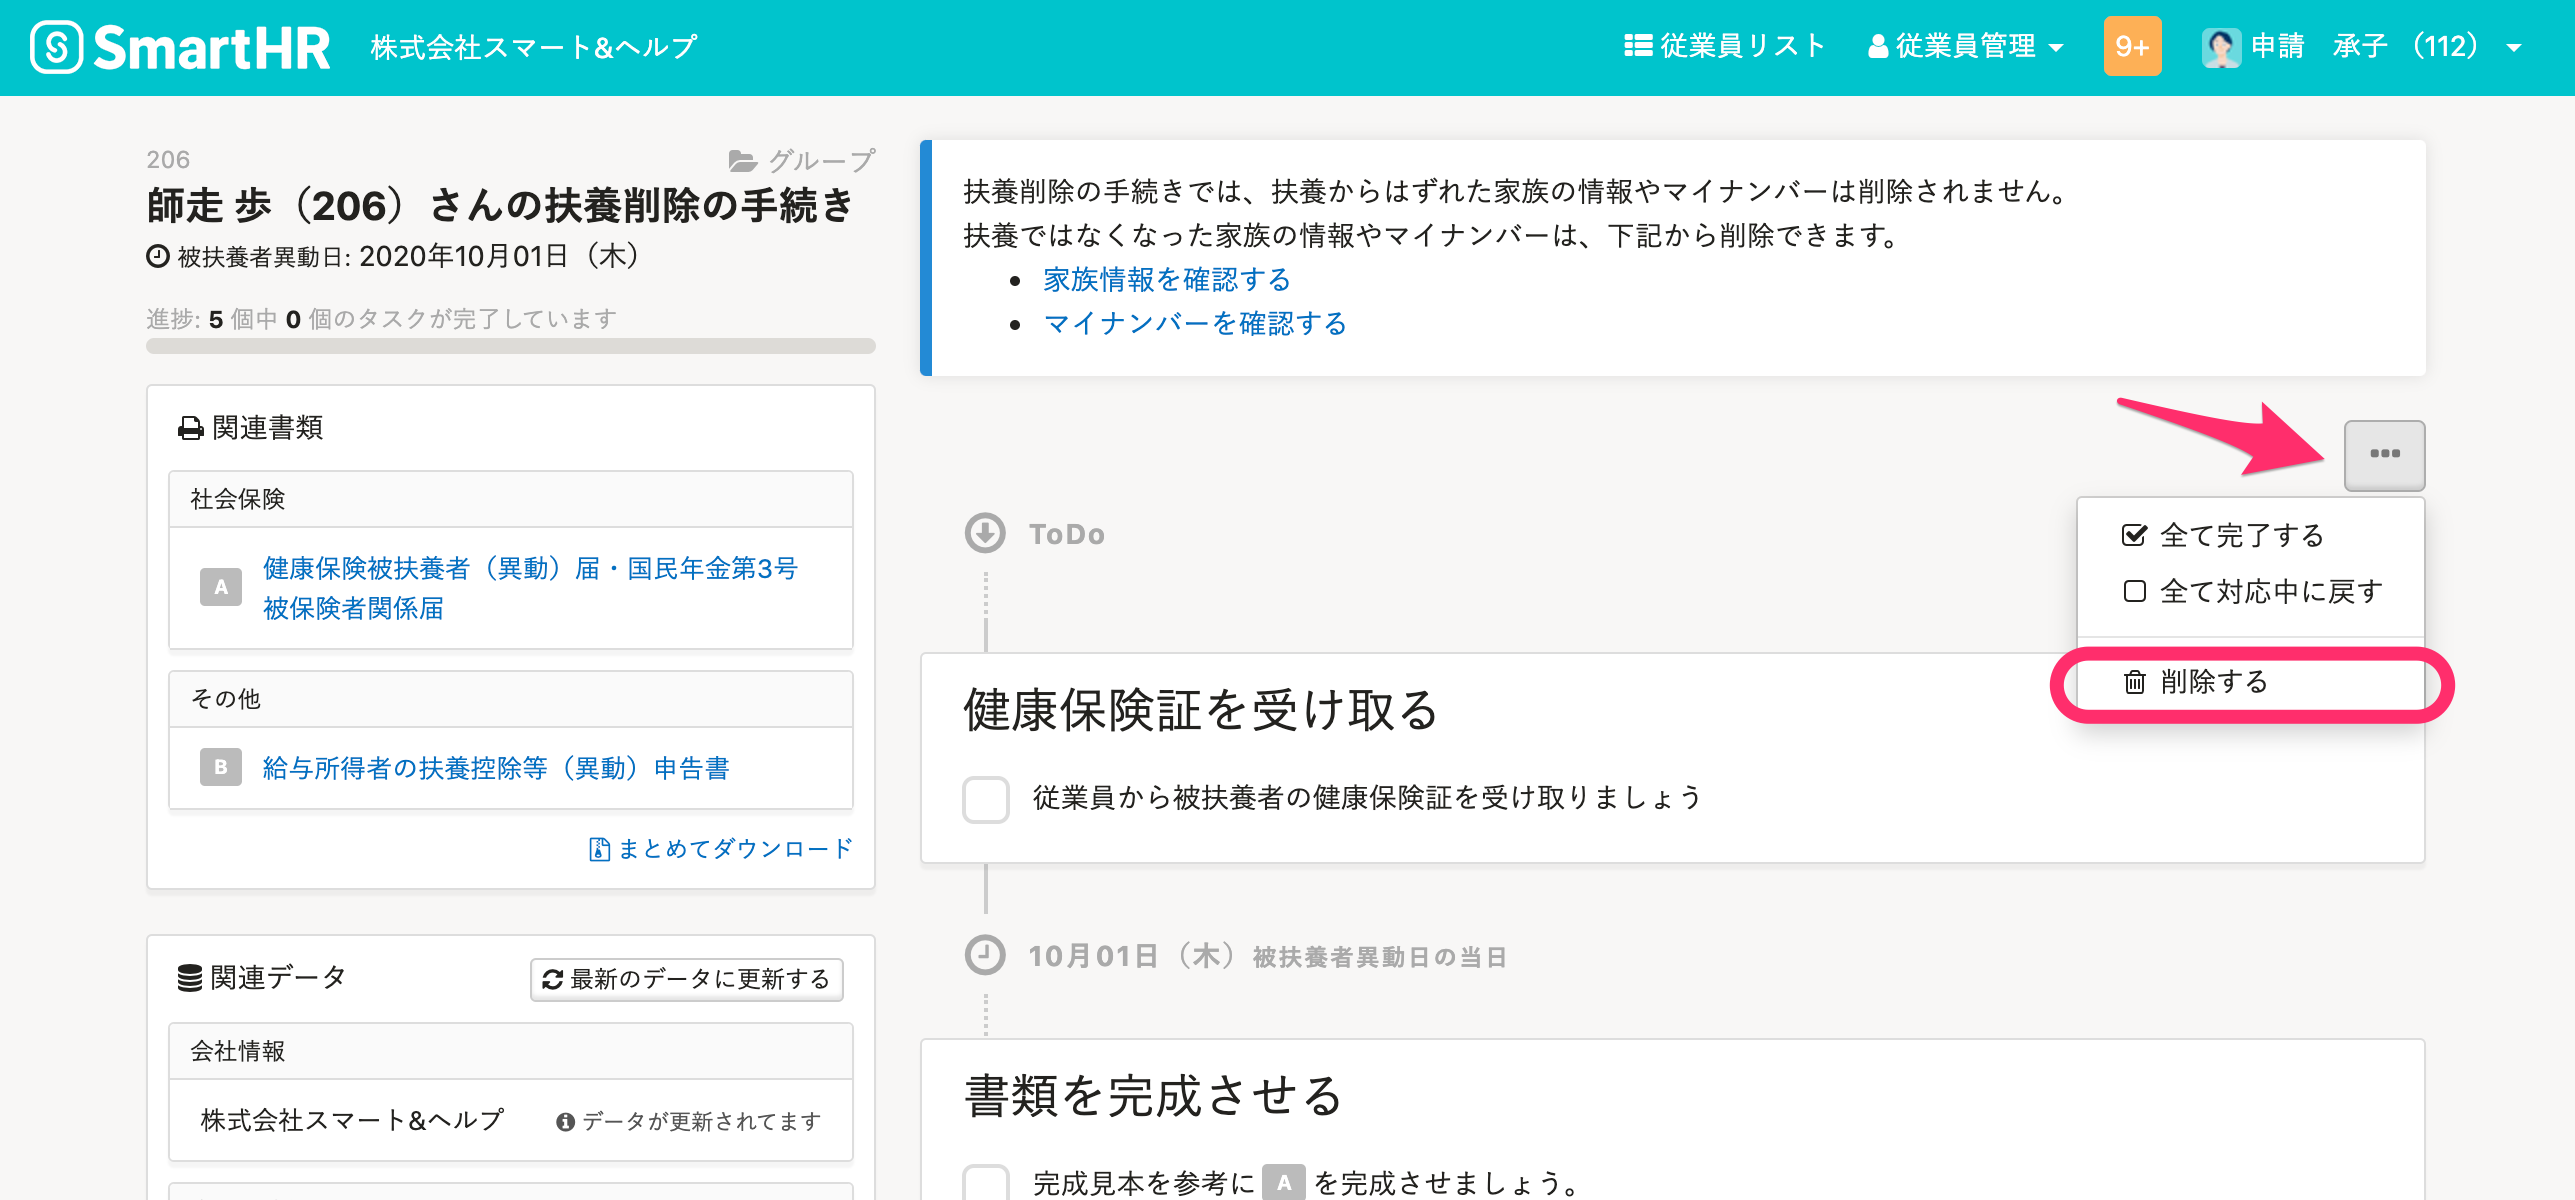 SmartHR 株式会社スマート&ヘルプ 従業員リスト 従業員管理 9+ 申請 承子 （112）
206
グループ
師走 歩（206）さんの扶養削除の手続き
被扶養者異動日: 2020年10月01日（木）
進捗: 5 個中 0 個のタスクが完了しています
関連書類
社会保険
A 健康保険被扶養者（異動）届・国民年金第3号
被保険者関係届
その他
B 給与所得者の扶養控除等（異動）申告書
まとめてダウンロード
関連データ
最新のデータに更新する
会社情報
株式会社スマート&ヘルプ
データが更新されてます
扶養削除の手続きでは、扶養からはずれた家族の情報やマイナンバーは削除されません。
扶養ではなくなった家族の情報やマイナンバーは、下記から削除できます。
• 家族情報を確認する
• マイナンバーを確認する
全て完了する
全て対応中に戻す
削除する
ToDo
健康保険証を受け取る
従業員から被扶養者の健康保険証を受け取りましょう
10月01日（木）被扶養者異動日の当日
書類を完成させる
完成見本を参考に A を完成させましょう。